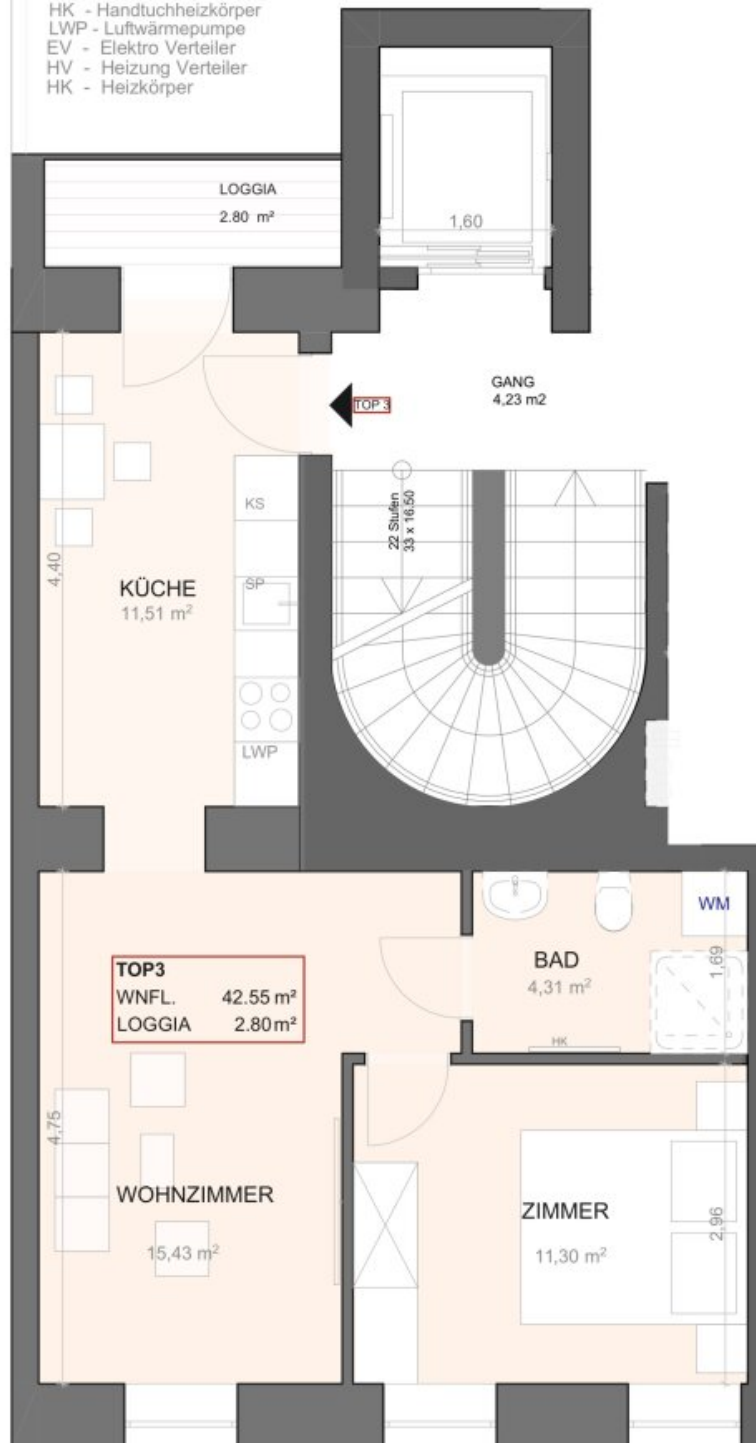 HK - Handtuchheizkörper
LWP - Luftwärmepumpe
EV - Elektro Verteiler
HV - Heizung Verteiler
HK - Heizkörper
LOGGIA
2.80 m²
1,60
GANG
4,23 m2
TOP 3
22 Stufen
33 x 16.50
KS
4,40
KÜCHE
11,51 m²
SP
LWP
WM
BAD
4,31 m²
1,69
HK
TOP3
WNFL. 42.55 m²
LOGGIA 2.80 m²
4,75
WOHNZIMMER
15,43 m²
ZIMMER
11,30 m²
2,96